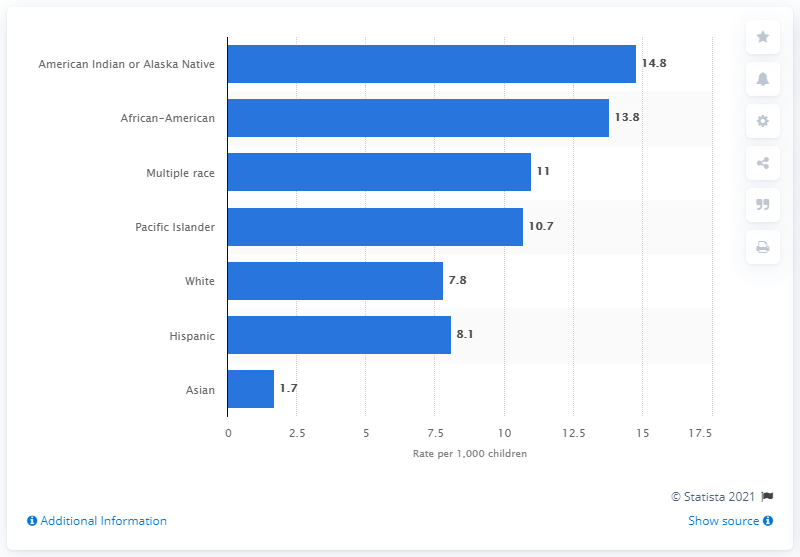 American Indian or Alaska Native 14.8
African-American 13.8
Multiple race 11
Pacific Islander 10.7
White 7.8
Hispanic 8.1
Asian 1.7
0 2.5 5 7.5 10 12.5 15 17.5
Rate per 1,000 children
© Statista 2021
Additional Information Show source